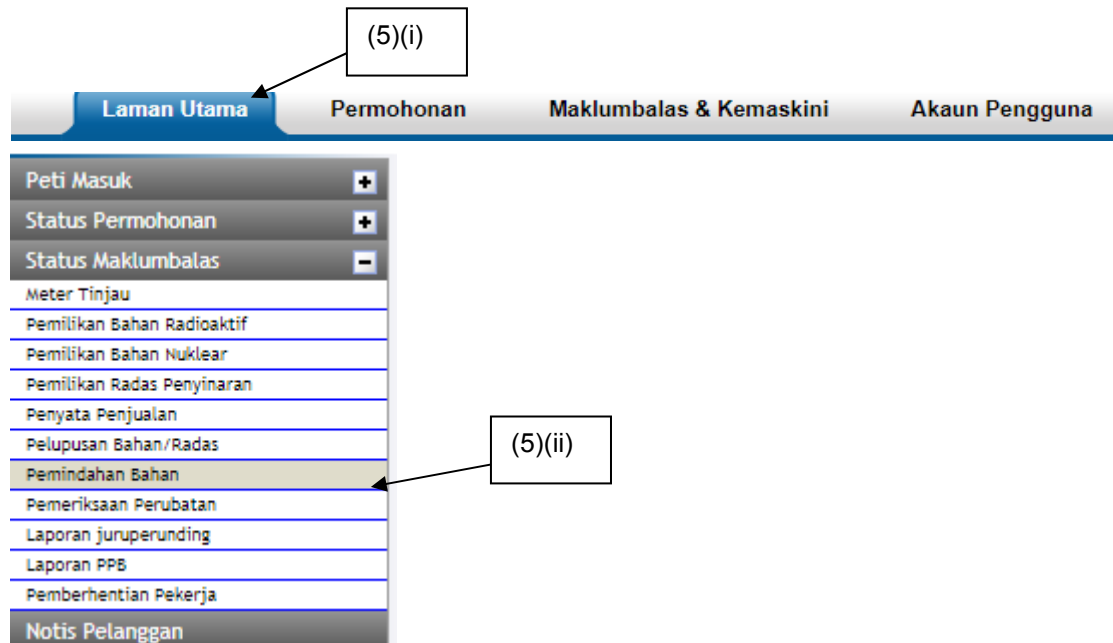 (5)(i)
Laman Utama Permohonan Maklumbalas & Kemaskini Akaun Pengguna
Peti Masuk
Status Permohonan
Status Maklumbalas
Meter Tinjau
Pemilikan Bahan Radioaktif
Pemilikan Bahan Nuklear
Pemilikan Radas Penyinaran
Penyata Penjualan
Pelupusan Bahan/Radas
(5)(ii)
Pemindahan Bahan
Pemeriksaan Perubatan
Laporan juruperunding
Laporan PPB
Pemberhentian Pekerja
Notis Pelanggan